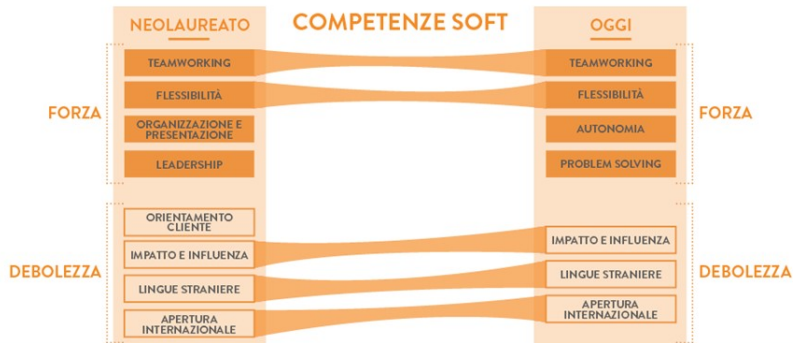 COMPETENZE SOFT
NEOLAUREATO
OGGI
FORZA
TEAMWORKING
FLESSIBILITÀ
ORGANIZZAZIONE E
PRESENTAZIONE
LEADERSHIP
TEAMWORKING
FLESSIBILITÀ
AUTONOMIA
PROBLEM SOLVING
FORZA
DEBOLEZZA
ORIENTAMENTO
CLIENTE
IMPATTO E INFLUENZA
LINGUE STRANIERE
APERTURA
INTERNAZIONALE
IMPATTO E INFLUENZA
LINGUE STRANIERE
APERTURA
INTERNAZIONALE
DEBOLEZZA